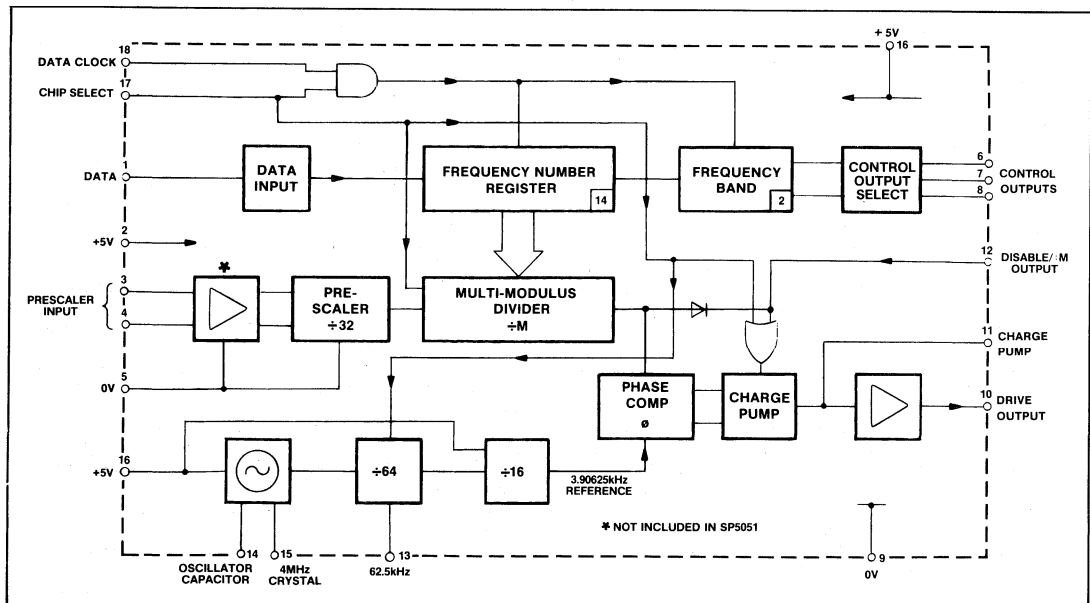 18
DATA CLOCK
17
CHIP SELECT
+ 5V
16
1
DATA
DATA
INPUT
FREQUENCY NUMBER
REGISTER
14
FREQUENCY
BAND
2
CONTROL
OUTPUT
SELECT
6
7
8
CONTROL
OUTPUTS
2
+5V
12
DISABLE/÷M
OUTPUT
*
3
PRESCALER
INPUT
4
PRE-
SCALER
÷32
MULTI-MODULUS
DIVIDER
÷M
11
CHARGE
PUMP
5
0V
PHASE
COMP
ø
CHARGE
PUMP
10
DRIVE
OUTPUT
16
+5V
÷64
÷16
3.90625kHz
REFERENCE
* NOT INCLUDED IN SP5051
14
OSCILLATOR
CAPACITOR
15
4MHz
CRYSTAL
13
62.5kHz
9
0V